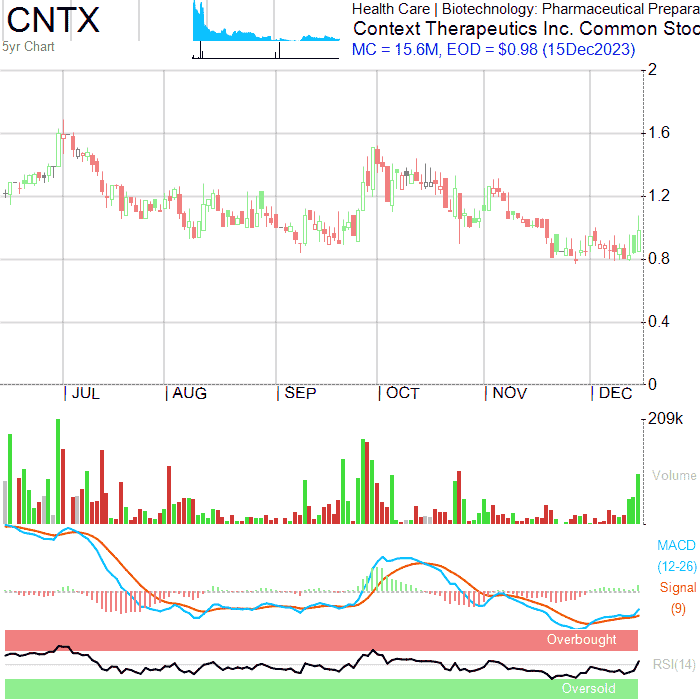 CNTX
5yr Chart
Health Care | Biotechnology: Pharmaceutical Prepara
Context Therapeutics Inc. Common Stoc
MC = 15.6M, EOD = $0.98 (15Dec2023)
2
1.6
1.2
0.8
0.4
0
JUL AUG SEP OCT NOV DEC
209k
Volume
MACD
(12-26)
Signal
(9)
Overbought
RSI(14)
Oversold